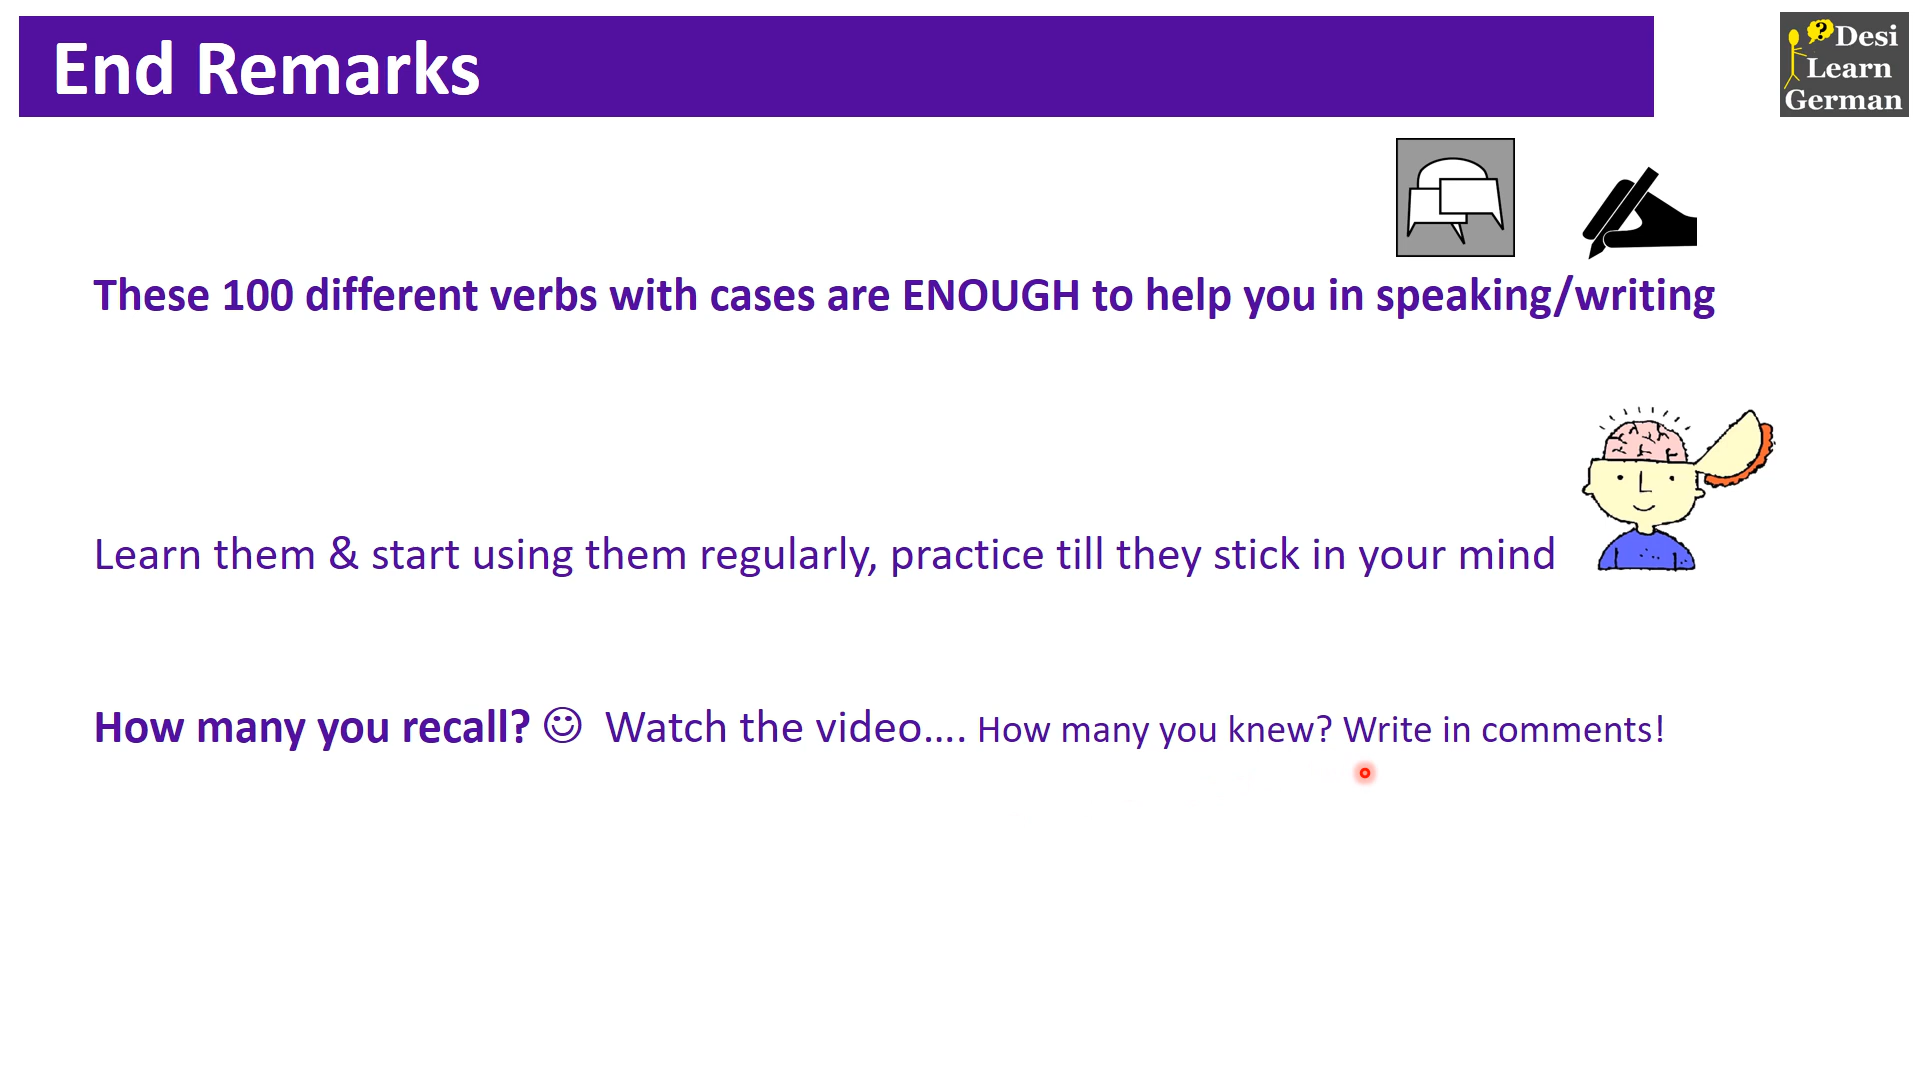 End Remarks
? Desi
Learn
German
These 100 different verbs with cases are ENOUGH to help you in speaking/writing
Learn them & start using them regularly, practice till they stick in your mind
How many you recall? ☺ Watch the video.... How many you knew? Write in comments!